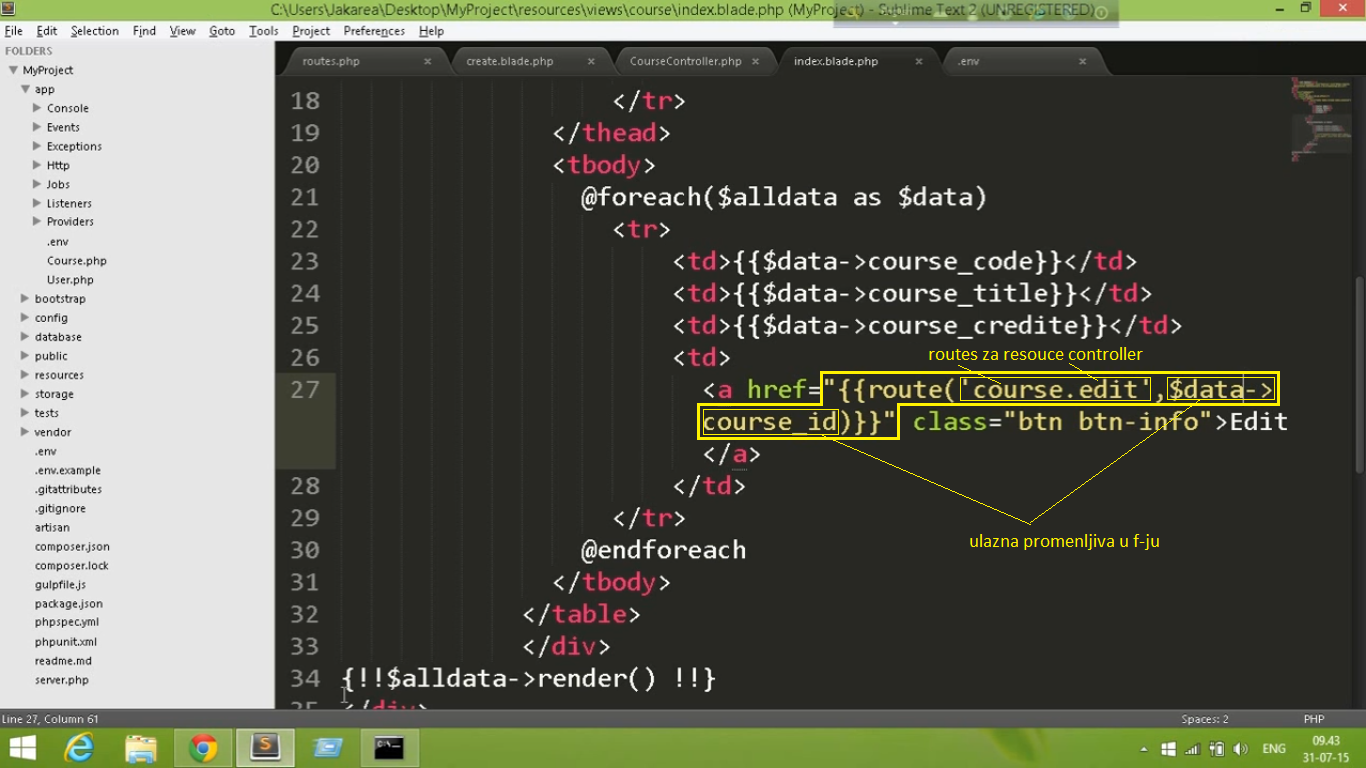 C:\Users\Jakarea\Desktop\MyProject\resources\views\course\index.blade.php (MyProject) - Sublime Text 2 (UNREGISTERED)
File Edit Selection Find View Goto Tools Project Preferences Help
FOLDERS
MyProject
app
Console
Events
Exceptions
Http
Jobs
Listeners
Providers
.env
Course.php
User.php
bootstrap
config
database
public
resources
storage
tests
vendor
.env
.env.example
.gitattributes
.gitignore
artisan
composer.json
composer.lock
gulpfile.js
package.json
phpspec.yml
phpunit.xml
readme.md
server.php
routes.php create.blade.php CourseController.php index.blade.php .env
18 </tr>
19 </thead>
20 <tbody>
21 @foreach($alldata as $data)
22 <tr>
23 <td>{{$data->course_code}}</td>
24 <td>{{$data->course_title}}</td>
25 <td>{{$data->course_credite}}</td>
26 <td>
routes za resouce controller
27 <a href="{{route('course.edit',$data->
course_id)}}" class="btn btn-info">Edit
</a>
28 </td>
29 </tr>
ulazna promenljiva u f-ju
30 @endforeach
31 </tbody>
32 </table>
33 </div>
34 {!!$alldata->render() !!}
35 </div>
Line 27, Column 61 Spaces: 2 PHP
ENG
09.43
31-07-15